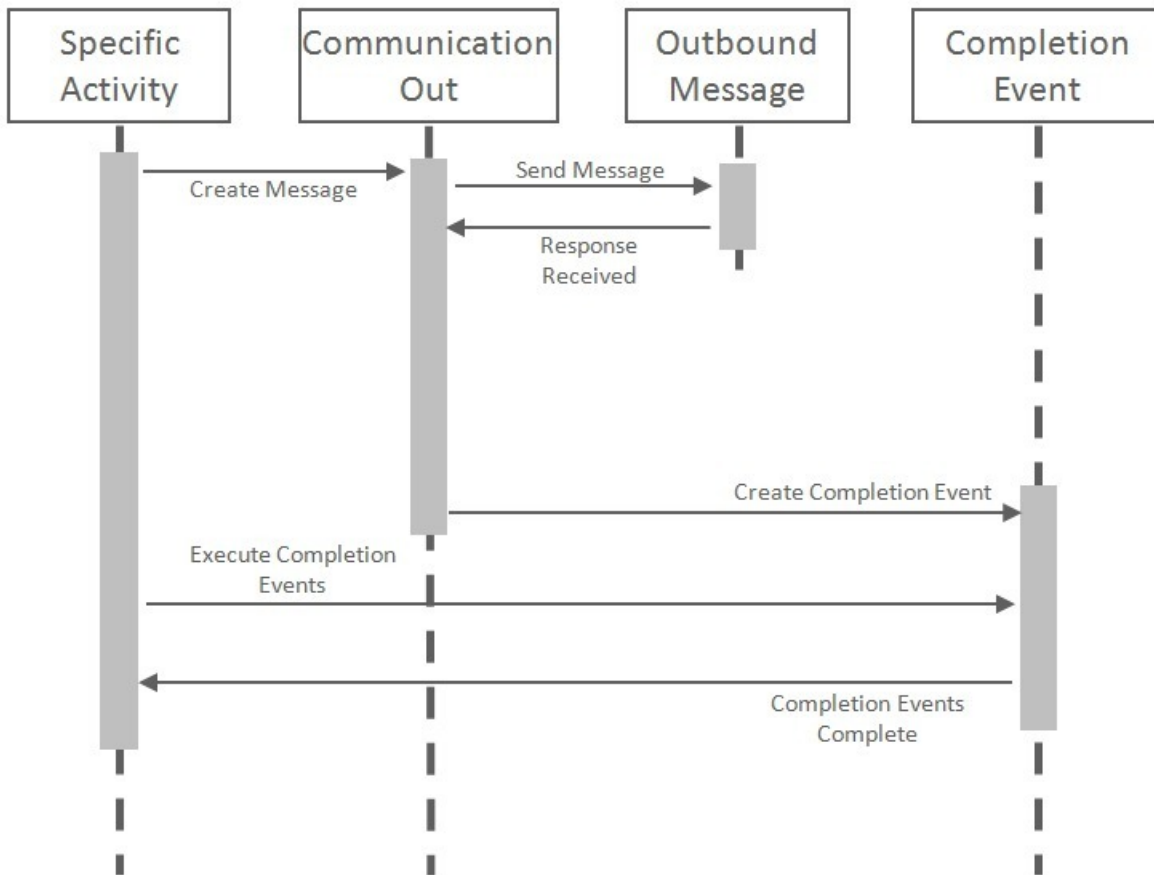 Specific
Activity
Communication
Out
Outbound
Message
Completion
Event
Create Message
Send Message
Response
Received
Create Completion Event
Execute Completion
Events
Completion Events
Complete